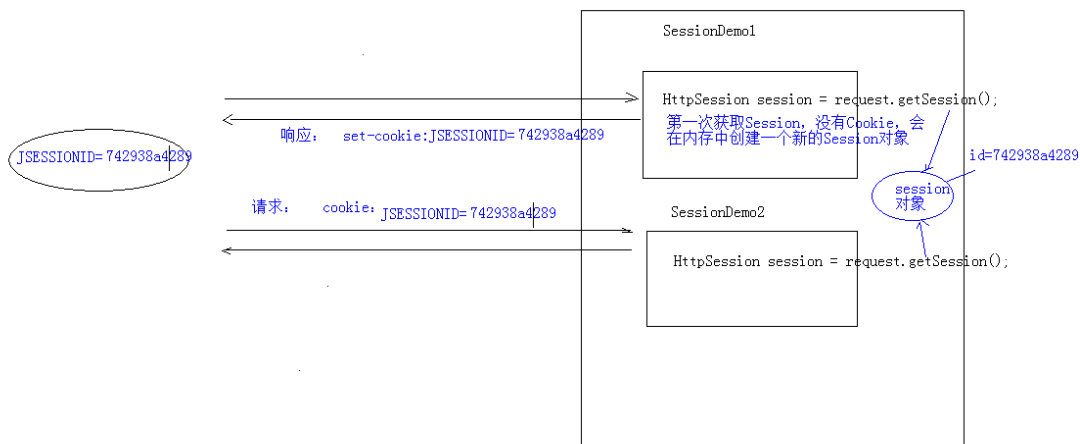 SessionDemo1
HttpSession session = request.getSession();
第一次获取Session，没有Cookie，会
在内存中创建一个新的Session对象
响应： set-cookie:JSESSIONID=742938a4289
JSESSIONID=742938a4289
id=742938a4289
session
对象
请求： cookie：JSESSIONID=742938a4289
SessionDemo2
HttpSession session = request.getSession();